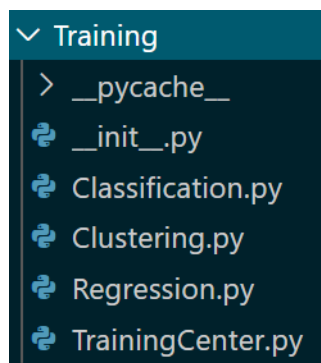 Training
__pycache__
__init__.py
Classification.py
Clustering.py
Regression.py
TrainingCenter.py